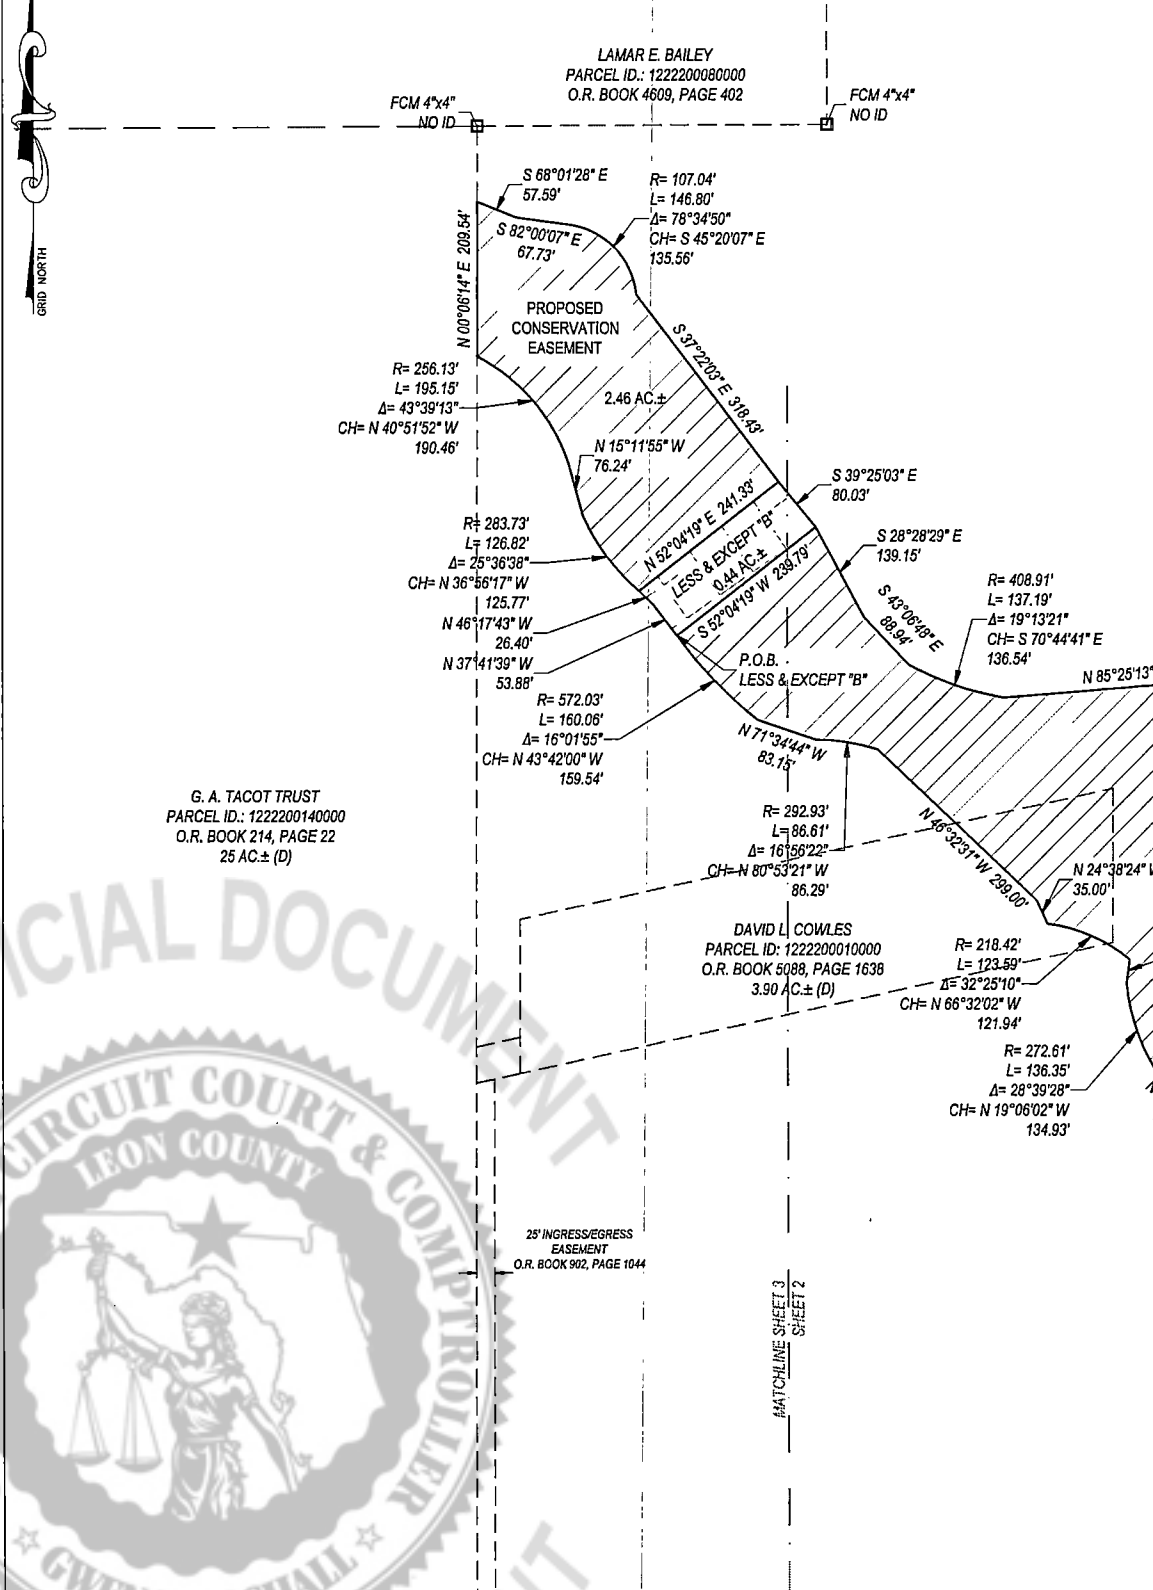 LAMAR E. BAILEY
PARCEL ID.: 1222200080000
O.R. BOOK 4609, PAGE 402
FCM 4"x4"
NO ID
FCM 4"x4"
NO ID
GRID NORTH
S 68°01'28" E
57.59'
R= 107.04'
L= 146.80'
Δ= 78°34'50"
CH= S 45°20'07" E
135.56'
S 82°00'07" E
67.73'
N 00°06'14" E 209.54'
PROPOSED
CONSERVATION
EASEMENT
2.46 AC.±
S 37°22'03" E 318.43'
R= 256.13'
L= 195.15'
Δ= 43°39'13"
CH= N 40°51'52" W
190.46'
N 15°11'55" W
76.24'
S 39°25'03" E
80.03'
N 52°04'19" E 241.33'
LESS & EXCEPT "B"
0.44 AC.±
S 52°04'19" W 239.79'
R= 283.73'
L= 126.82'
Δ= 25°36'38"
CH= N 36°56'17" W
125.77'
N 46°17'43" W
26.40'
N 37°41'39" W
53.88'
S 28°28'29" E
139.15'
S 43°06'48" E
88.94'
R= 408.91'
L= 137.19'
Δ= 19°13'21"
CH= S 70°44'41" E
136.54'
N 85°25'13"
P.O.B.
LESS & EXCEPT "B"
R= 572.03'
L= 160.06'
Δ= 16°01'55"
CH= N 43°42'00" W
159.54'
N 71°34'44" W
83.15'
G. A. TACOT TRUST
PARCEL ID.: 1222200140000
O.R. BOOK 214, PAGE 22
25 AC.± (D)
R= 292.93'
L= 86.61'
Δ= 16°56'22"
CH= N 80°53'21" W
86.29'
N 46°32'31" W 299.00'
N 24°38'24" W
35.00'
DAVID L. COWLES
PARCEL ID: 1222200010000
O.R. BOOK 5088, PAGE 1638
3.90 AC.± (D)
R= 218.42'
L= 123.59'
Δ= 32°25'10"
CH= N 66°32'02" W
121.94'
R= 272.61'
L= 136.35'
Δ= 28°39'28"
CH= N 19°06'02" W
134.93'
25' INGRESS/EGRESS
EASEMENT
O.R. BOOK 902, PAGE 1044
MATCHLINE SHEET 3
SHEET 2
ICIAL DOCUMENT
CIRCUIT COURT & COMPTROLLER
LEON COUNTY